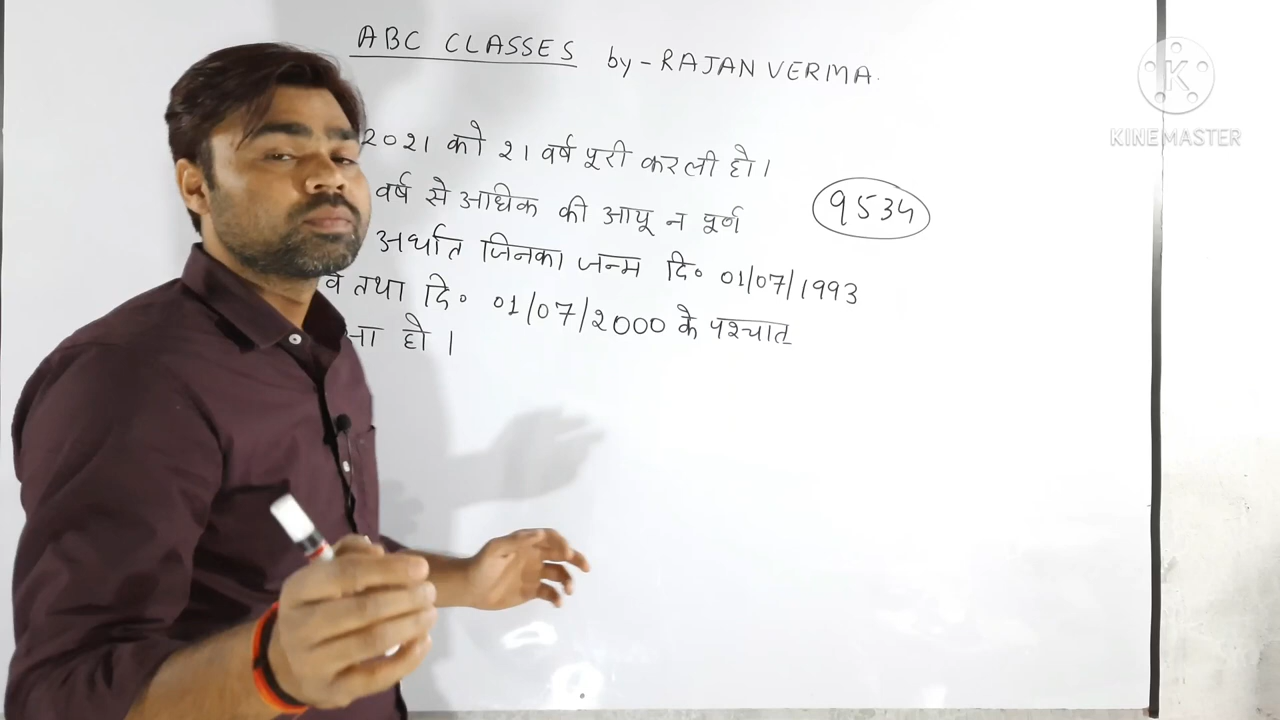 ABC CLASSES by - RAJAN VERMA.
2021 को 21 वर्ष पूरी कर ली हो।
वर्ष से अधिक की आयू न पूर्ण
9534
अर्थात जिनका जन्म दि० 01/07/1993
तथा दि० 01/07/2000 के पश्चात
हो।
KINEMASTER